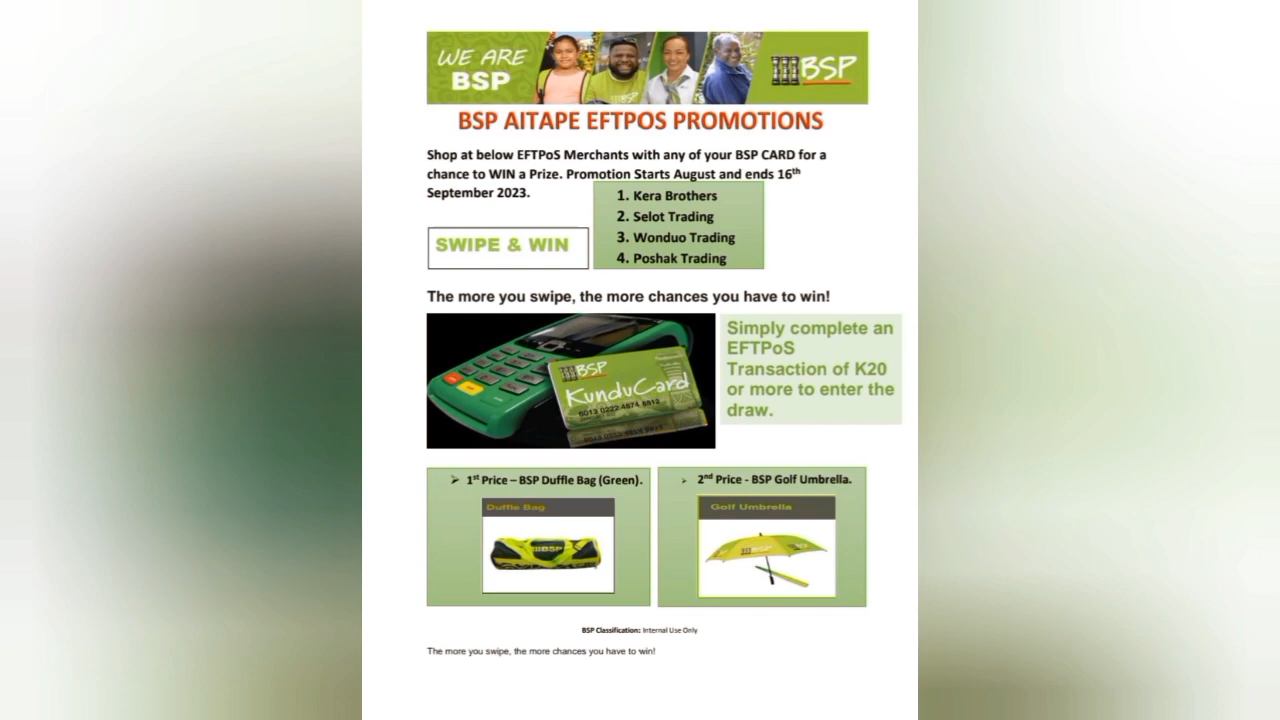 WE ARE
BSP
BSP
BSP AITAPE EFTPOS PROMOTIONS
Shop at below EFTPoS Merchants with any of your BSP CARD for a
chance to WIN a Prize. Promotion Starts August and ends 16th
September 2023.
1. Kera Brothers
2. Selot Trading
3. Wonduo Trading
4. Poshak Trading
SWIPE & WIN
The more you swipe, the more chances you have to win!
BSP
KunduCard
Simply complete an
EFTPoS
Transaction of K20
or more to enter the
draw.
➢ 1st Price – BSP Duffle Bag (Green).
Duffle Bag
BSP
➢ 2nd Price - BSP Golf Umbrella.
Golf Umbrella
BSP
BSP Classification: Internal Use Only
The more you swipe, the more chances you have to win!